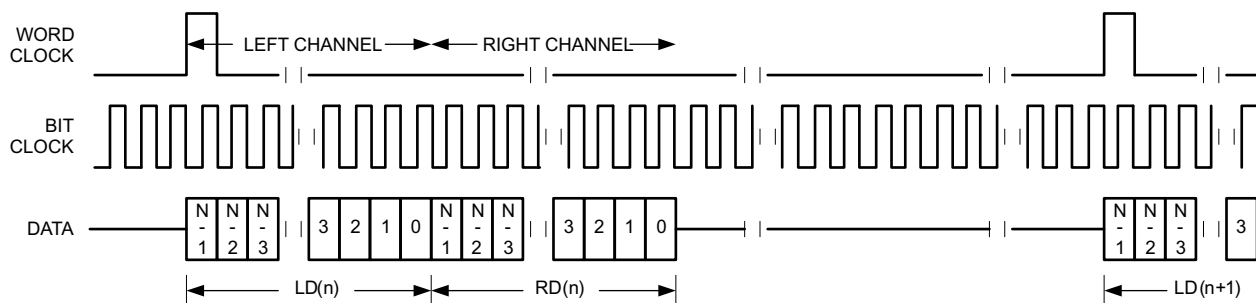 WORD
CLOCK
LEFT CHANNEL
RIGHT CHANNEL
BIT
CLOCK
DATA
N
-
1
N
-
2
N
-
3
3 2 1 0
N
-
1
N
-
2
N
-
3
3 2 1 0
N
-
1
N
-
2
N
-
3
3
LD(n)
RD(n)
LD(n+1)